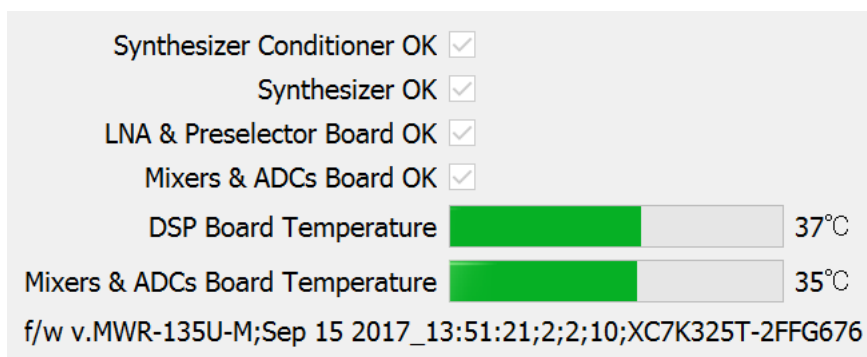 Synthesizer Conditioner OK
Synthesizer OK
LNA & Preselector Board OK
Mixers & ADCs Board OK
DSP Board Temperature 37℃
Mixers & ADCs Board Temperature 35℃
f/w v.MWR-135U-M;Sep 15 2017_13:51:21;2;2;10;XC7K325T-2FFG676